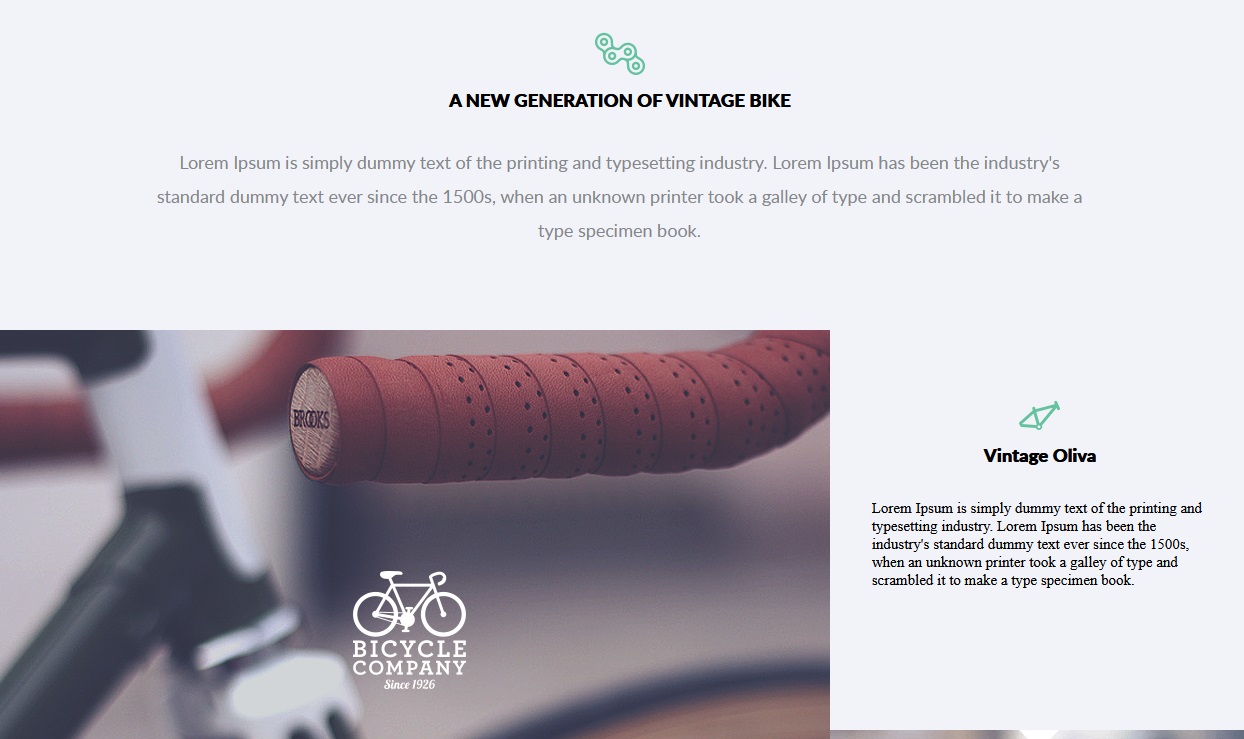 A NEW GENERATION OF VINTAGE BIKE
Lorem Ipsum is simply dummy text of the printing and typesetting industry. Lorem Ipsum has been the industry's
standard dummy text ever since the 1500s, when an unknown printer took a galley of type and scrambled it to make a
type specimen book.
BROOKS
BICYCLE
COMPANY
Since 1926
Vintage Oliva
Lorem Ipsum is simply dummy text of the printing and
typesetting industry. Lorem Ipsum has been the
industry's standard dummy text ever since the 1500s,
when an unknown printer took a galley of type and
scrambled it to make a type specimen book.